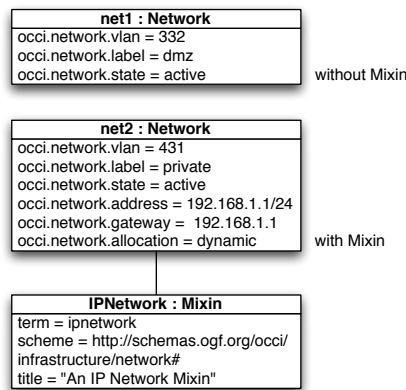 net1 : Network
occi.network.vlan = 332
occi.network.label = dmz
occi.network.state = active
without Mixin
net2 : Network
occi.network.vlan = 431
occi.network.label = private
occi.network.state = active
occi.network.address = 192.168.1.1/24
occi.network.gateway = 192.168.1.1
occi.network.allocation = dynamic
with Mixin
IPNetwork : Mixin
term = ipnetwork
scheme = http://schemas.ogf.org/occi/
infrastructure/network#
title = "An IP Network Mixin"